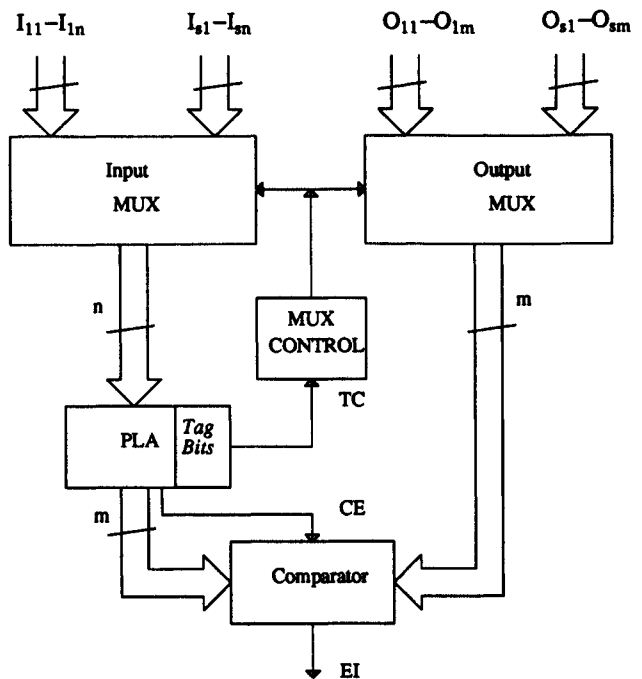 I₁₁–I₁ₙ
Iₛ₁–Iₛₙ
O₁₁–O₁ₘ
Oₛ₁–Oₛₘ
Input
MUX
Output
MUX
n
MUX
CONTROL
m
TC
PLA
Tag
Bits
m
CE
Comparator
EI